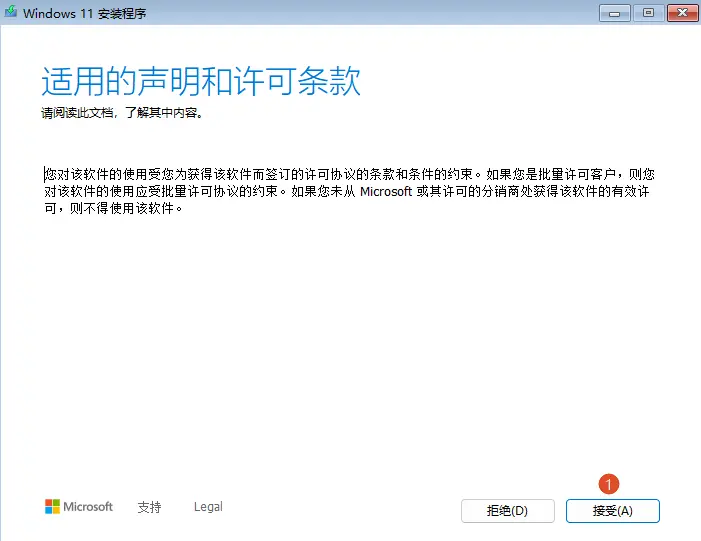 Windows 11 安装程序
适用的声明和许可条款
请阅读此文档，了解其中内容。
您对该软件的使用受您为获得该软件而签订的许可协议的条款和条件的约束。如果您是批量许可客户，则您
对该软件的使用应受批量许可协议的约束。如果您未从 Microsoft 或其许可的分销商处获得该软件的有效许
可，则不得使用该软件。
1
Microsoft 支持 Legal 拒绝(D) 接受(A)